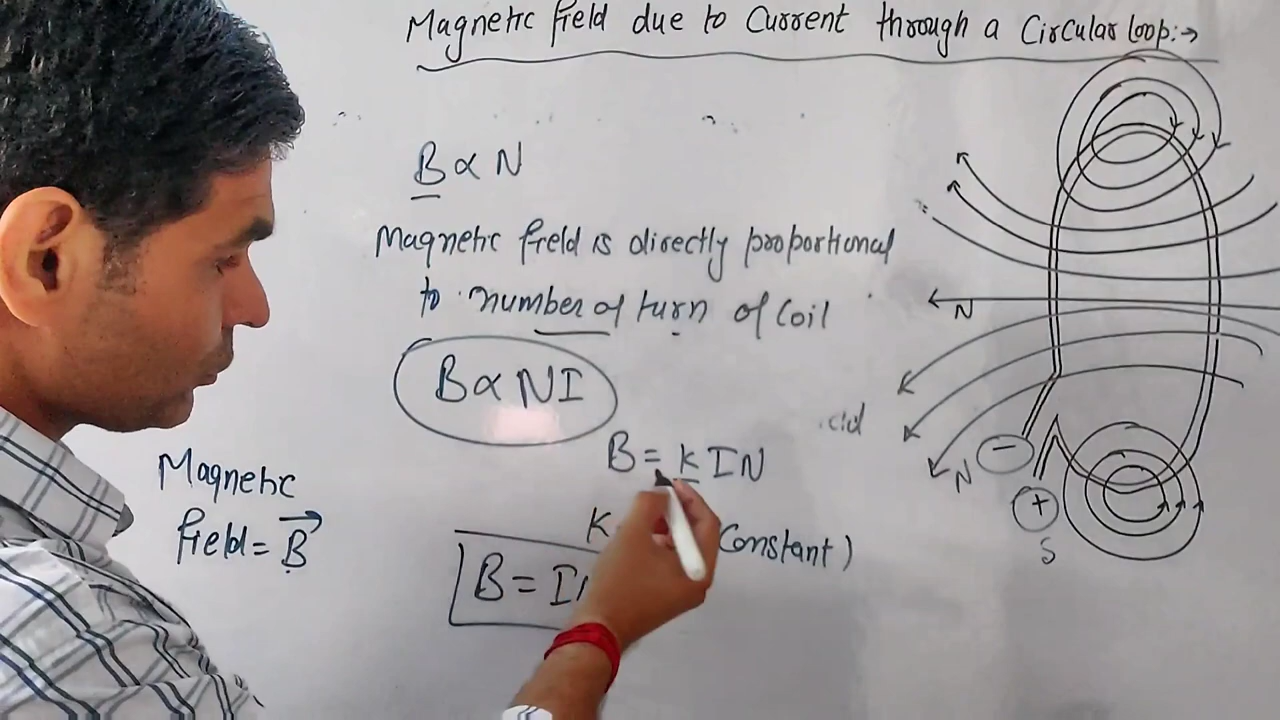 Magnetic field due to Current through a Circular loop:→
B ∝ N
Magnetic field is directly proportional
to number of turn of Coil
B ∝ NI
B = k I N
K
Constant)
B = I
Magnetic
field = B⃗
N
N
−
+
S